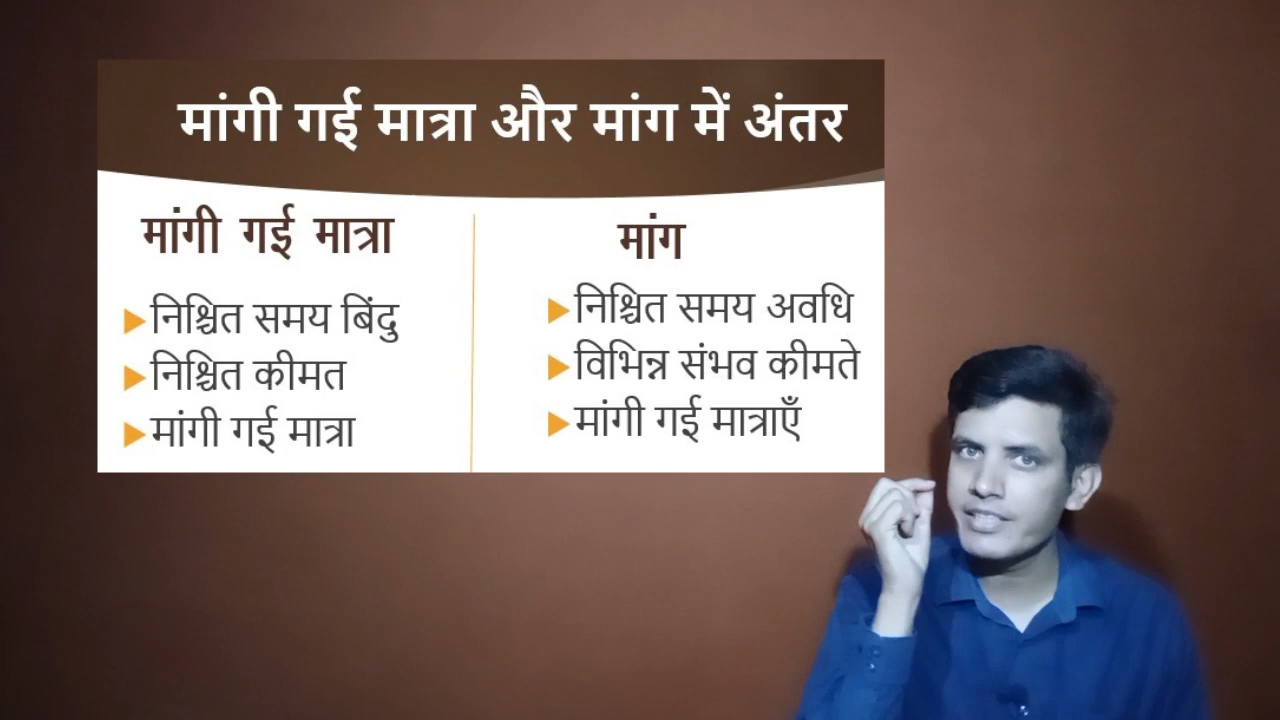 मांगी गई मात्रा और मांग में अंतर
मांगी गई मात्रा
निश्चित समय बिंदु
निश्चित कीमत
मांगी गई मात्रा
मांग
निश्चित समय अवधि
विभिन्न संभव कीमते
मांगी गई मात्राएँ